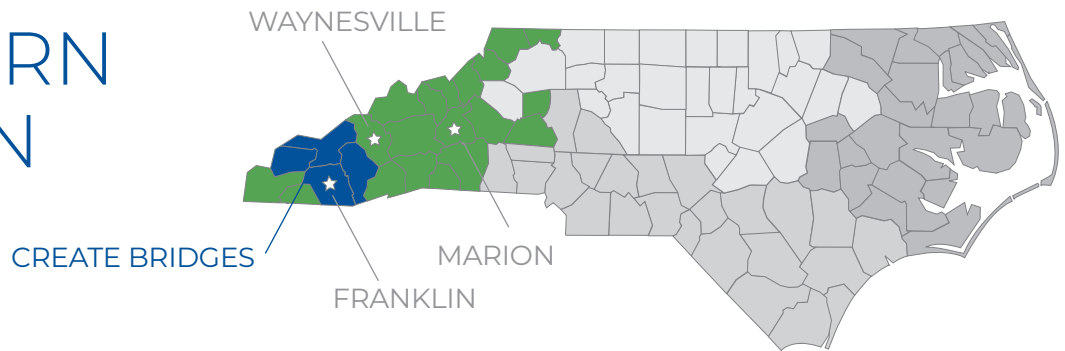 WAYNESVILLE
RN
N
CREATE BRIDGES
MARION
FRANKLIN